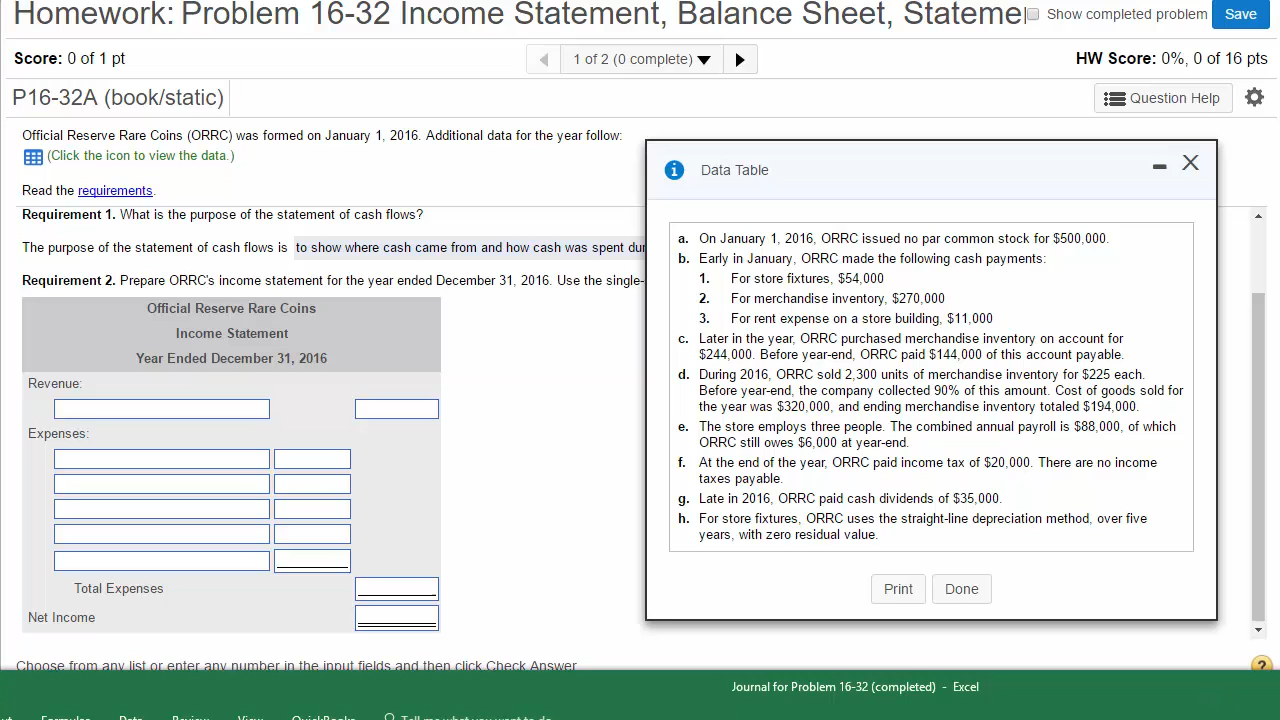 Homework: Problem 16-32 Income Statement, Balance Sheet, Stateme
Show completed problem
Save
Score: 0 of 1 pt
1 of 2 (0 complete)
HW Score: 0%, 0 of 16 pts
P16-32A (book/static)
Question Help
Official Reserve Rare Coins (ORRC) was formed on January 1, 2016. Additional data for the year follow:
(Click the icon to view the data.)
Read the requirements.
Requirement 1. What is the purpose of the statement of cash flows?
The purpose of the statement of cash flows is to show where cash came from and how cash was spent dur
Requirement 2. Prepare ORRC's income statement for the year ended December 31, 2016. Use the single-
Official Reserve Rare Coins
Income Statement
Year Ended December 31, 2016
Revenue:
Expenses:
Total Expenses
Net Income
Choose from any list or enter any number in the input fields and then click Check Answer
Data Table
a. On January 1, 2016, ORRC issued no par common stock for $500,000.
b. Early in January, ORRC made the following cash payments:
1. For store fixtures, $54,000
2. For merchandise inventory, $270,000
3. For rent expense on a store building, $11,000
c. Later in the year, ORRC purchased merchandise inventory on account for
$244,000. Before year-end, ORRC paid $144,000 of this account payable.
d. During 2016, ORRC sold 2,300 units of merchandise inventory for $225 each.
Before year-end, the company collected 90% of this amount. Cost of goods sold for
the year was $320,000, and ending merchandise inventory totaled $194,000.
e. The store employs three people. The combined annual payroll is $88,000, of which
ORRC still owes $6,000 at year-end.
f. At the end of the year, ORRC paid income tax of $20,000. There are no income
taxes payable.
g. Late in 2016, ORRC paid cash dividends of $35,000.
h. For store fixtures, ORRC uses the straight-line depreciation method, over five
years, with zero residual value.
Print
Done
?
Journal for Problem 16-32 (completed) - Excel
Formulas
Data
Review
View
QuickBooks
Tell me what you want to do